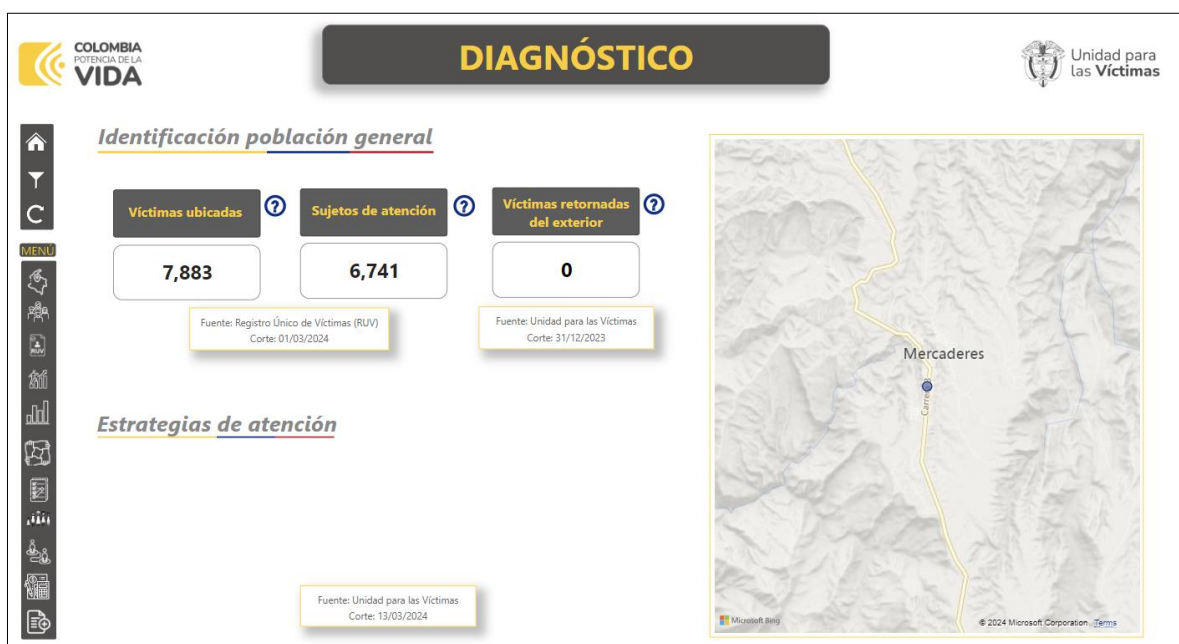 COLOMBIA
POTENCIA DE LA
VIDA
DIAGNÓSTICO
Unidad para
las Víctimas
Identificación población general
Víctimas ubicadas
?
Sujetos de atención
?
Víctimas retornadas
del exterior
?
7,883
6,741
0
Fuente: Registro Único de Víctimas (RUV)
Corte: 01/03/2024
Fuente: Unidad para las Víctimas
Corte: 31/12/2023
MENÚ
RUV
Estrategias de atención
Fuente: Unidad para las Víctimas
Corte: 13/03/2024
Mercaderes
Microsoft Bing
© 2024 Microsoft Corporation Terms